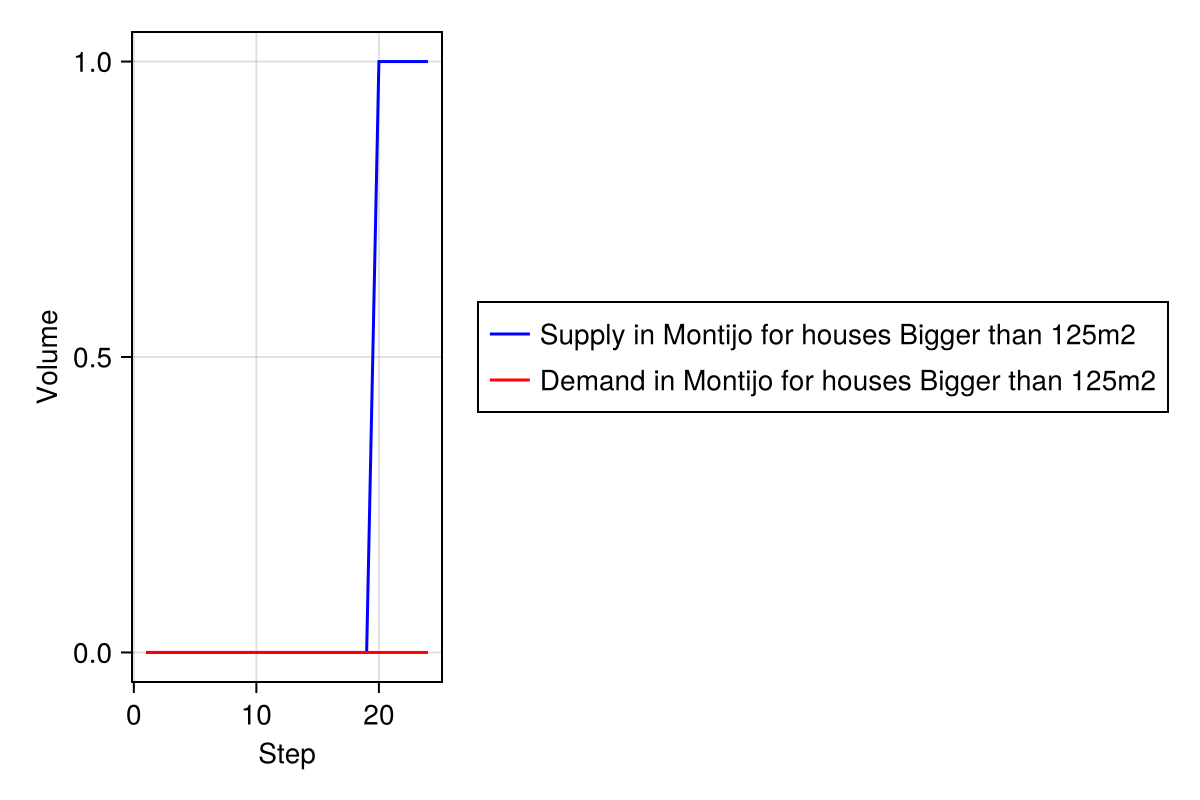 1.0
0.5
0.0
Volume
0
10
20
Step
Supply in Montijo for houses Bigger than 125m2
Demand in Montijo for houses Bigger than 125m2